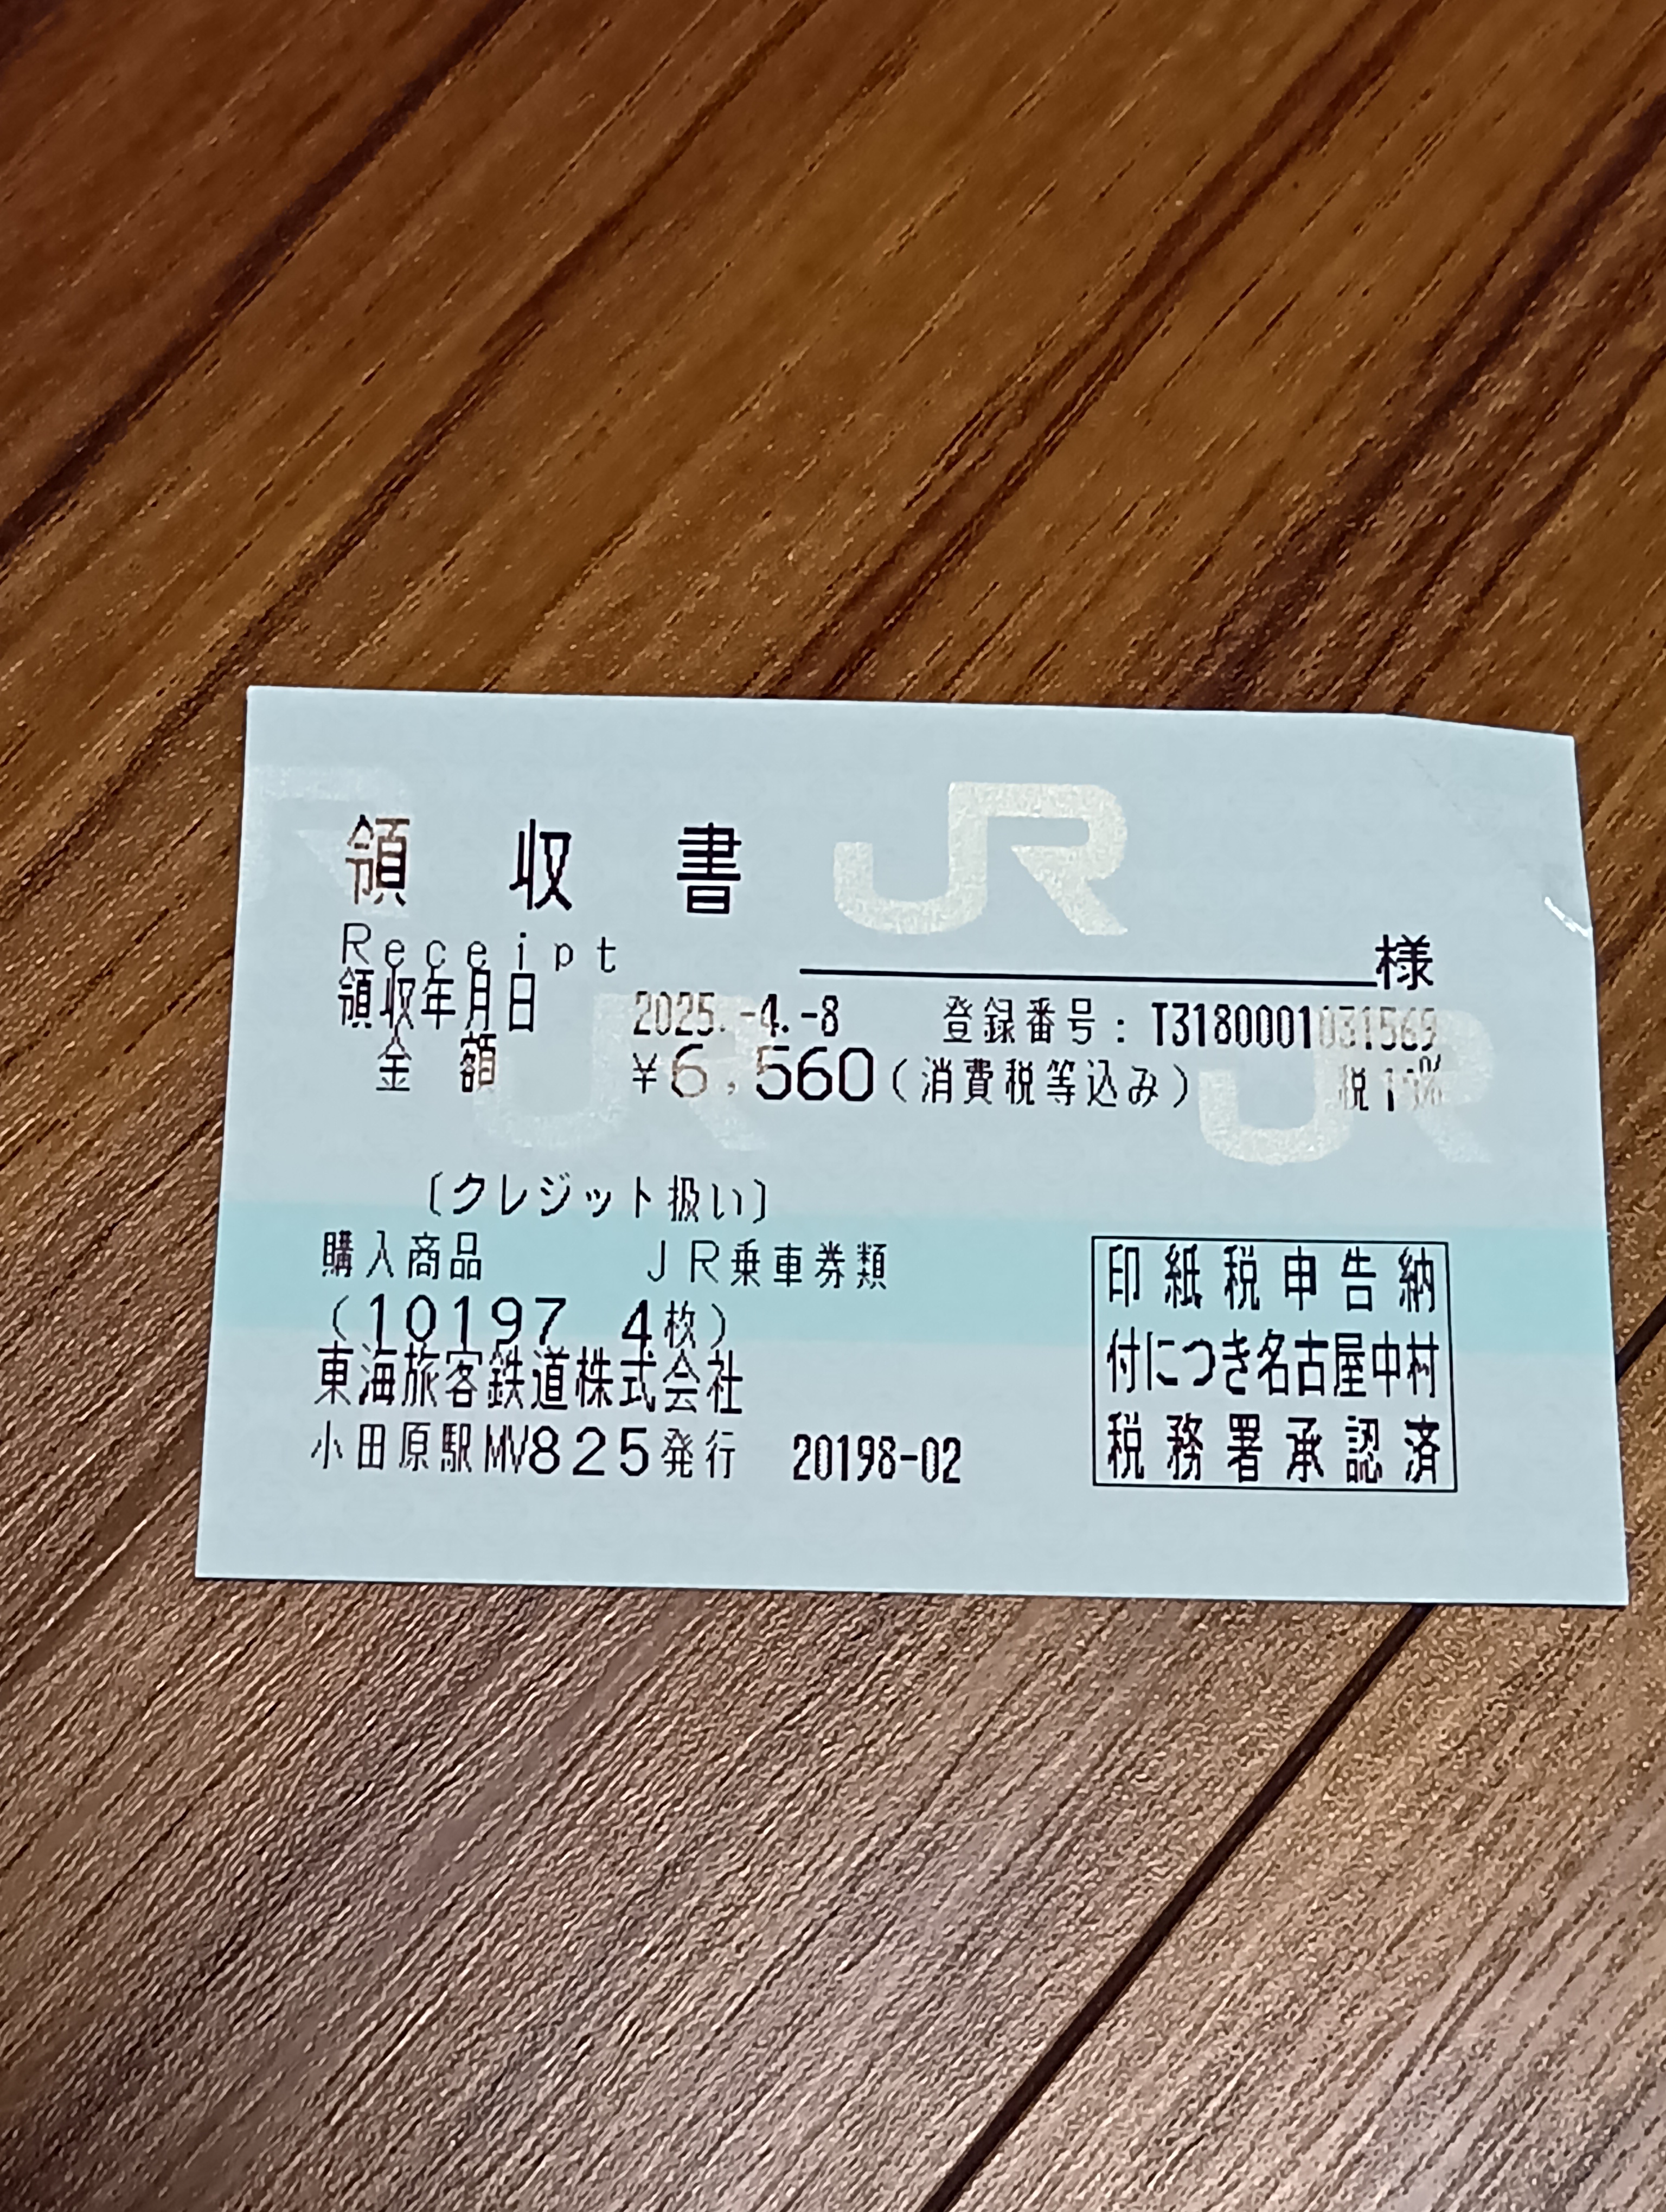 領収書
JR
Receipt
様
領収年月日 2025.-4.-8 登録番号：T3180001031569
金額 ¥6,560（消費税等込み） 税10%
〔クレジット扱い〕
購入商品 JR乗車券類
（10197 4枚）
東海旅客鉄道株式会社
小田原駅MV825発行 20198-02
印紙税申告納
付につき名古屋中村
税務署承認済